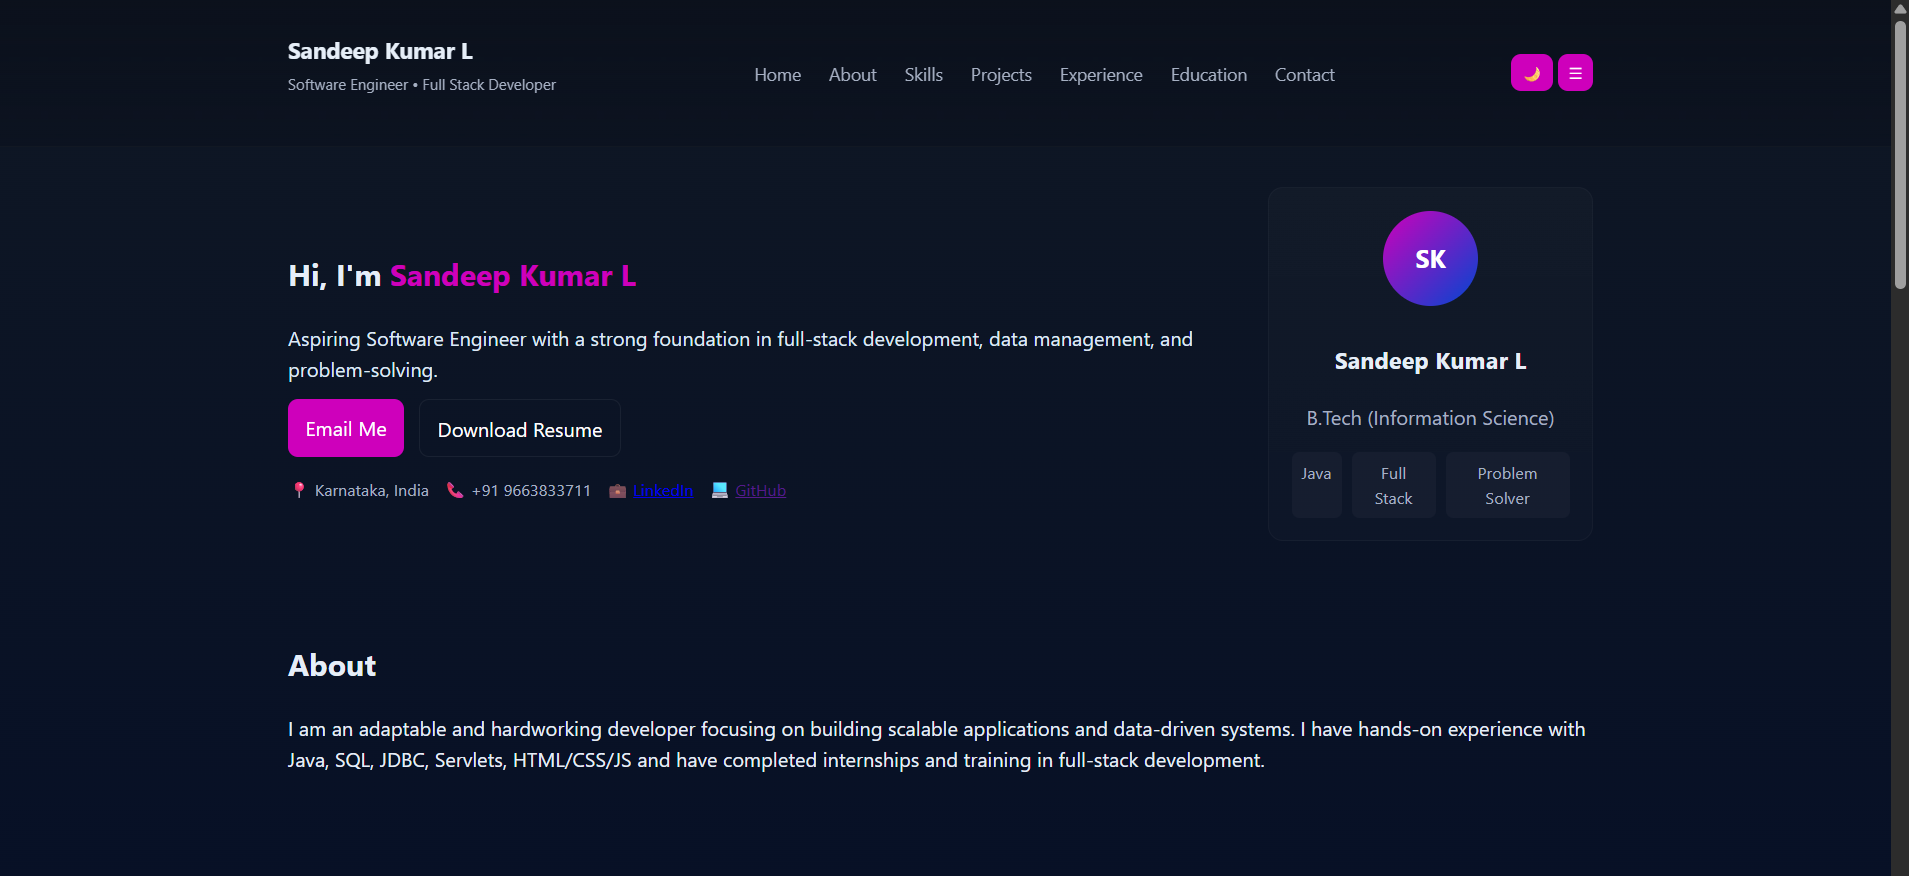 Sandeep Kumar L
Software Engineer • Full Stack Developer
Home About Skills Projects Experience Education Contact
Hi, I'm Sandeep Kumar L
Aspiring Software Engineer with a strong foundation in full-stack development, data management, and
problem-solving.
Email Me Download Resume
Karnataka, India +91 9663833711 LinkedIn GitHub
SK
Sandeep Kumar L
B.Tech (Information Science)
Java
Full
Stack
Problem
Solver
About
I am an adaptable and hardworking developer focusing on building scalable applications and data-driven systems. I have hands-on experience with
Java, SQL, JDBC, Servlets, HTML/CSS/JS and have completed internships and training in full-stack development.